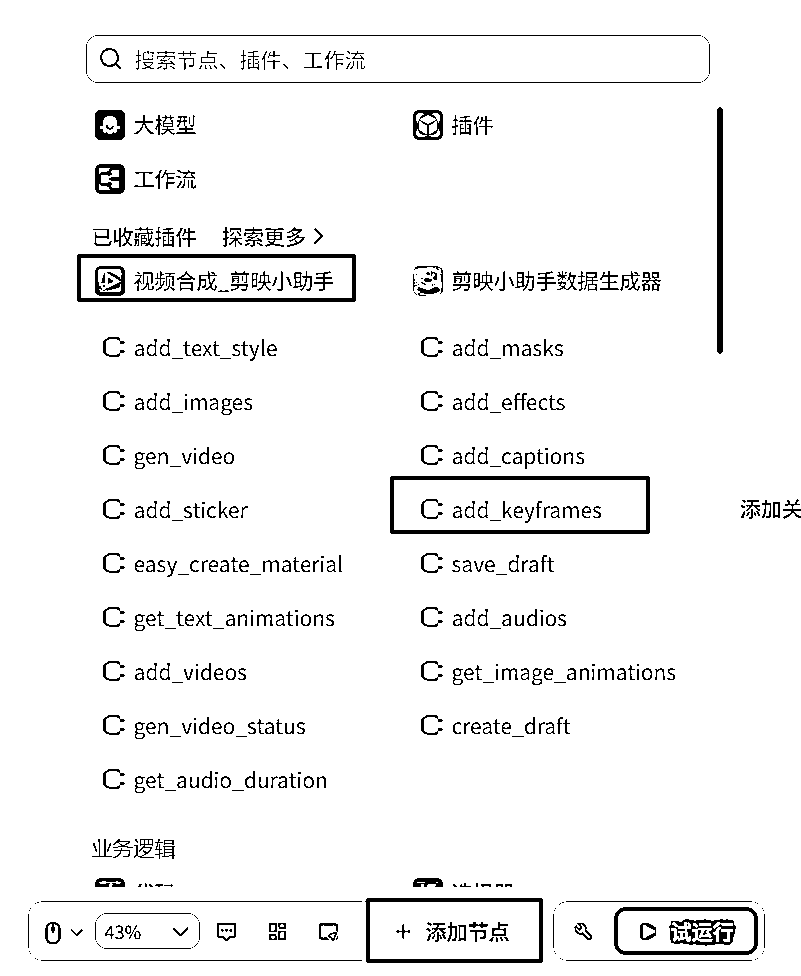 搜索节点、插件、工作流
大模型 插件
工作流
已收藏插件 探索更多
视频合成_剪映小助手 剪映小助手数据生成器
add_text_style add_masks
add_images add_effects
gen_video add_captions
add_sticker add_keyframes 添加关
easy_create_material save_draft
get_text_animations add_audios
add_videos get_image_animations
gen_video_status create_draft
get_audio_duration
业务逻辑
43% 添加节点 试运行